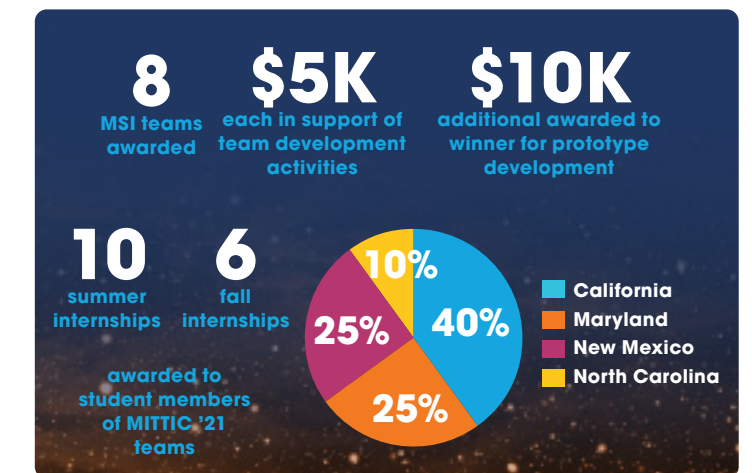 8
MSI teams
awarded
$5K
each in support of
team development
activities
$10K
additional awarded to
winner for prototype
development
10
summer
internships
6
fall
internships
awarded to
student members
of MITTIC ’21
teams
10%
40%
25%
25%
California
Maryland
New Mexico
North Carolina